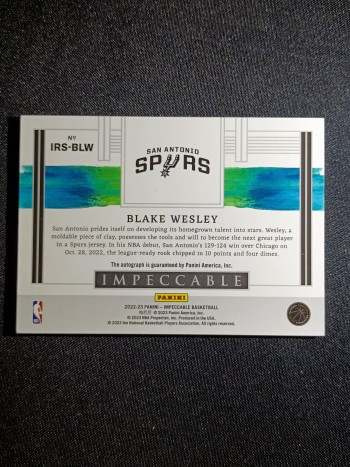 Nº
IRS-BLW
SAN ANTONIO
SPURS
BLAKE WESLEY
San Antonio prides itself on developing its homegrown talent into stars. Wesley, a
moldable piece of clay, possesses the tools and will to become the next great player
in a Spurs jersey. In his NBA debut, San Antonio's 129-124 win over Chicago on
Oct. 28, 2022, the league-ready rook chipped in 10 points and four dimes.
The autograph is guaranteed by Panini America, Inc.
IMPECCABLE
PANINI
2022-23 PANINI – IMPECCABLE BASKETBALL
© 2023 Panini America, Inc.
© 2023 NBA Properties, Inc. Produced in the USA.
© 2023 the National Basketball Players Association. All rights reserved.